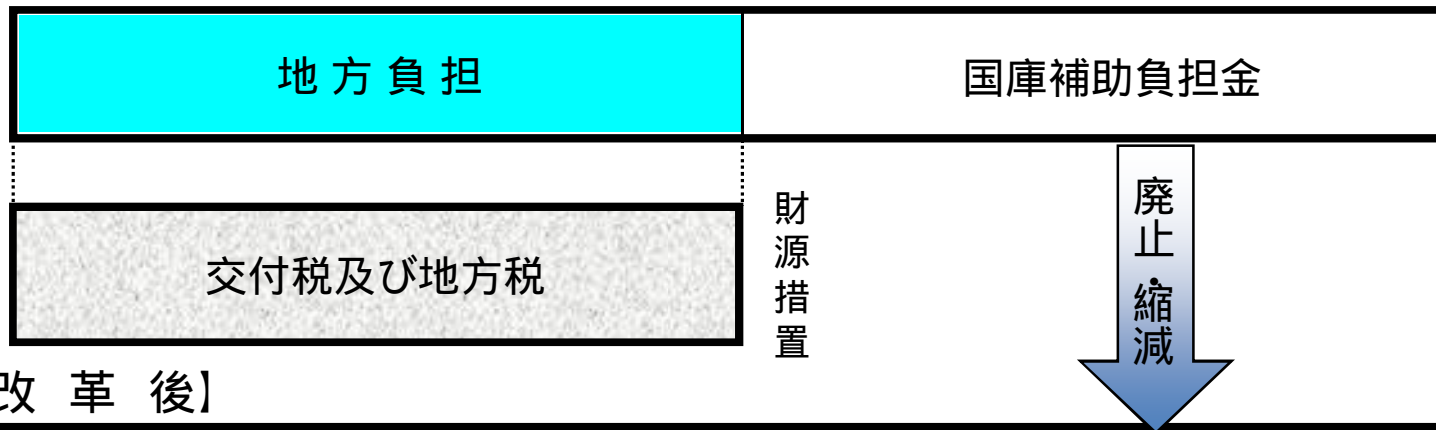 地方負担
国庫補助負担金
交付税及び地方税
財源措置
廃止・縮減
改革後】